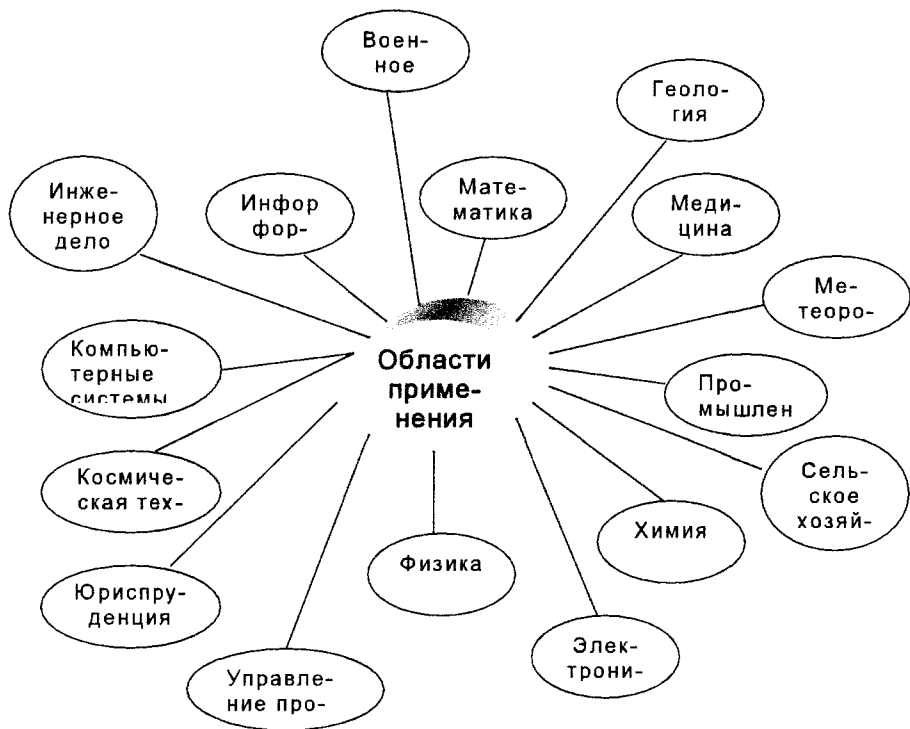 Воен-
ное
Геоло-
гия
Инже-
нерное
дело
Инфор
фор-
Мате-
матика
Меди-
цина
Ме-
теоро-
Компью-
терные
системы
Области
приме-
нения
Про-
мышлен
Космиче-
ская тех-
Сель-
ское
хозяй-
Химия
Физика
Юриспру-
денция
Элек-
трони-
Управле-
ние про-